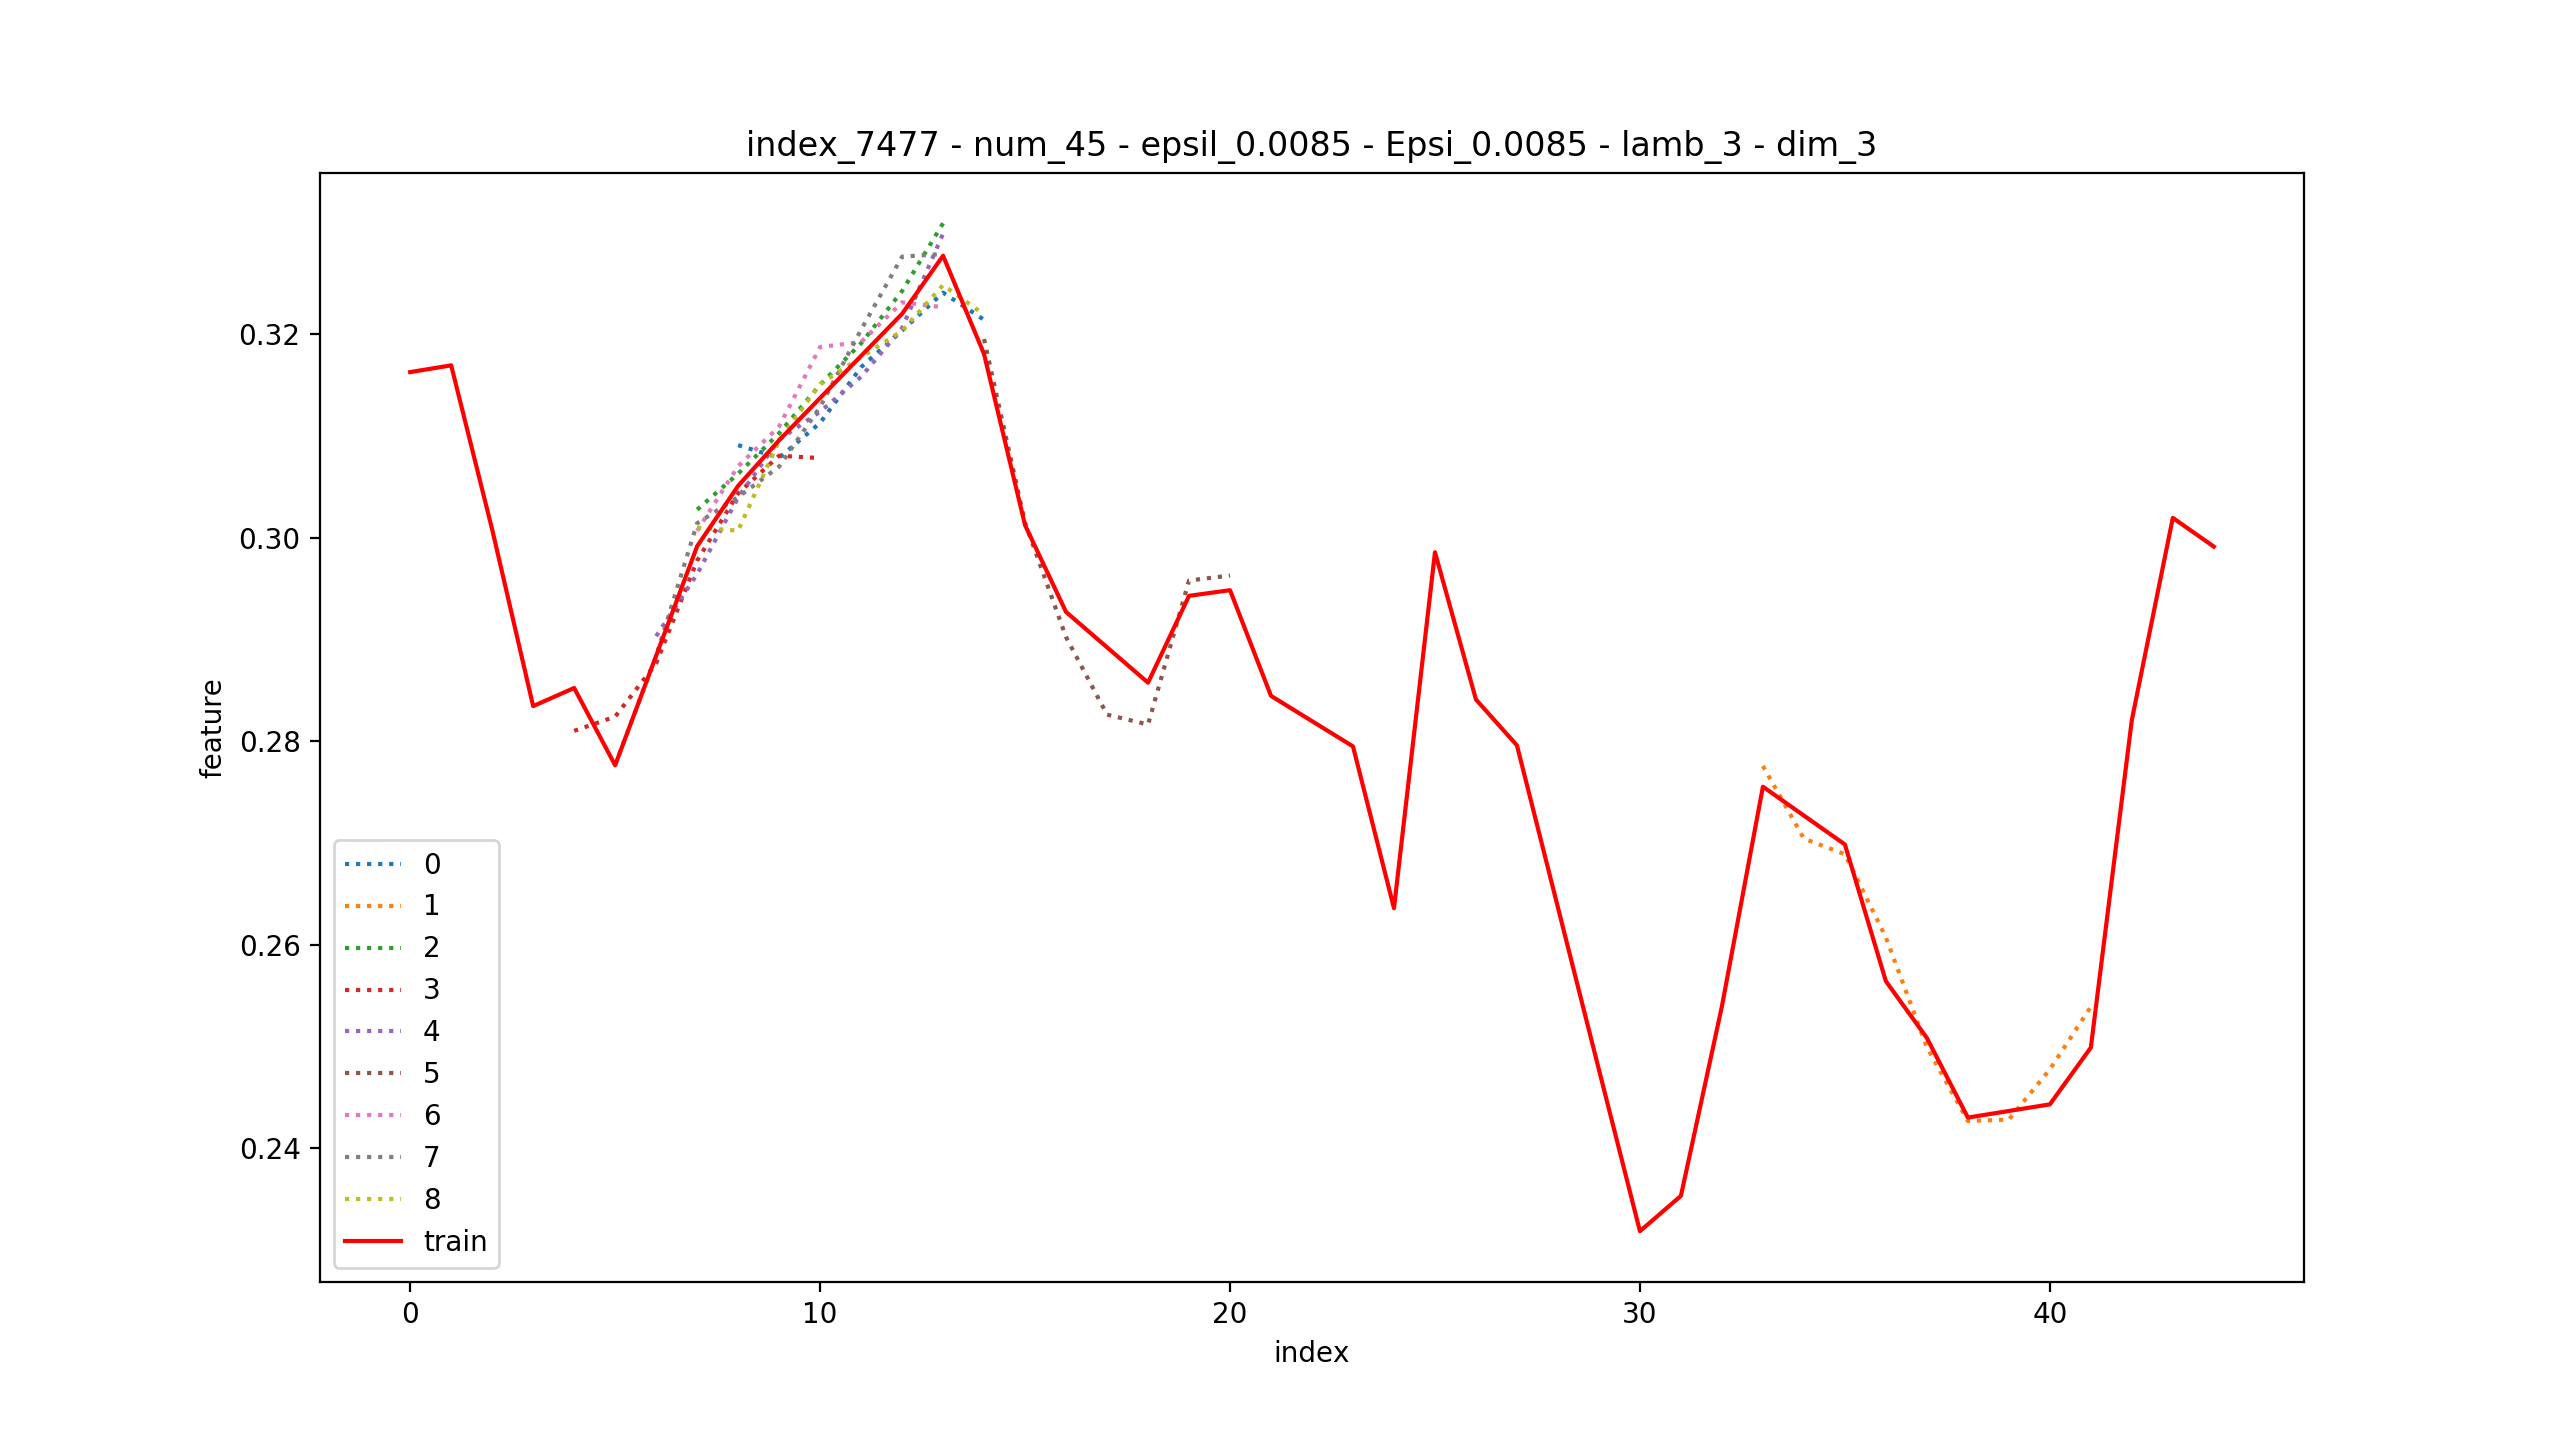 index_7477 - num_45 - epsil_0.0085 - Epsi_0.0085 - lamb_3 - dim_3
0.32
0.30
0.28
0.26
0.24
feature
0
1
2
3
4
5
6
7
8
train
0 10 20 30 40
index